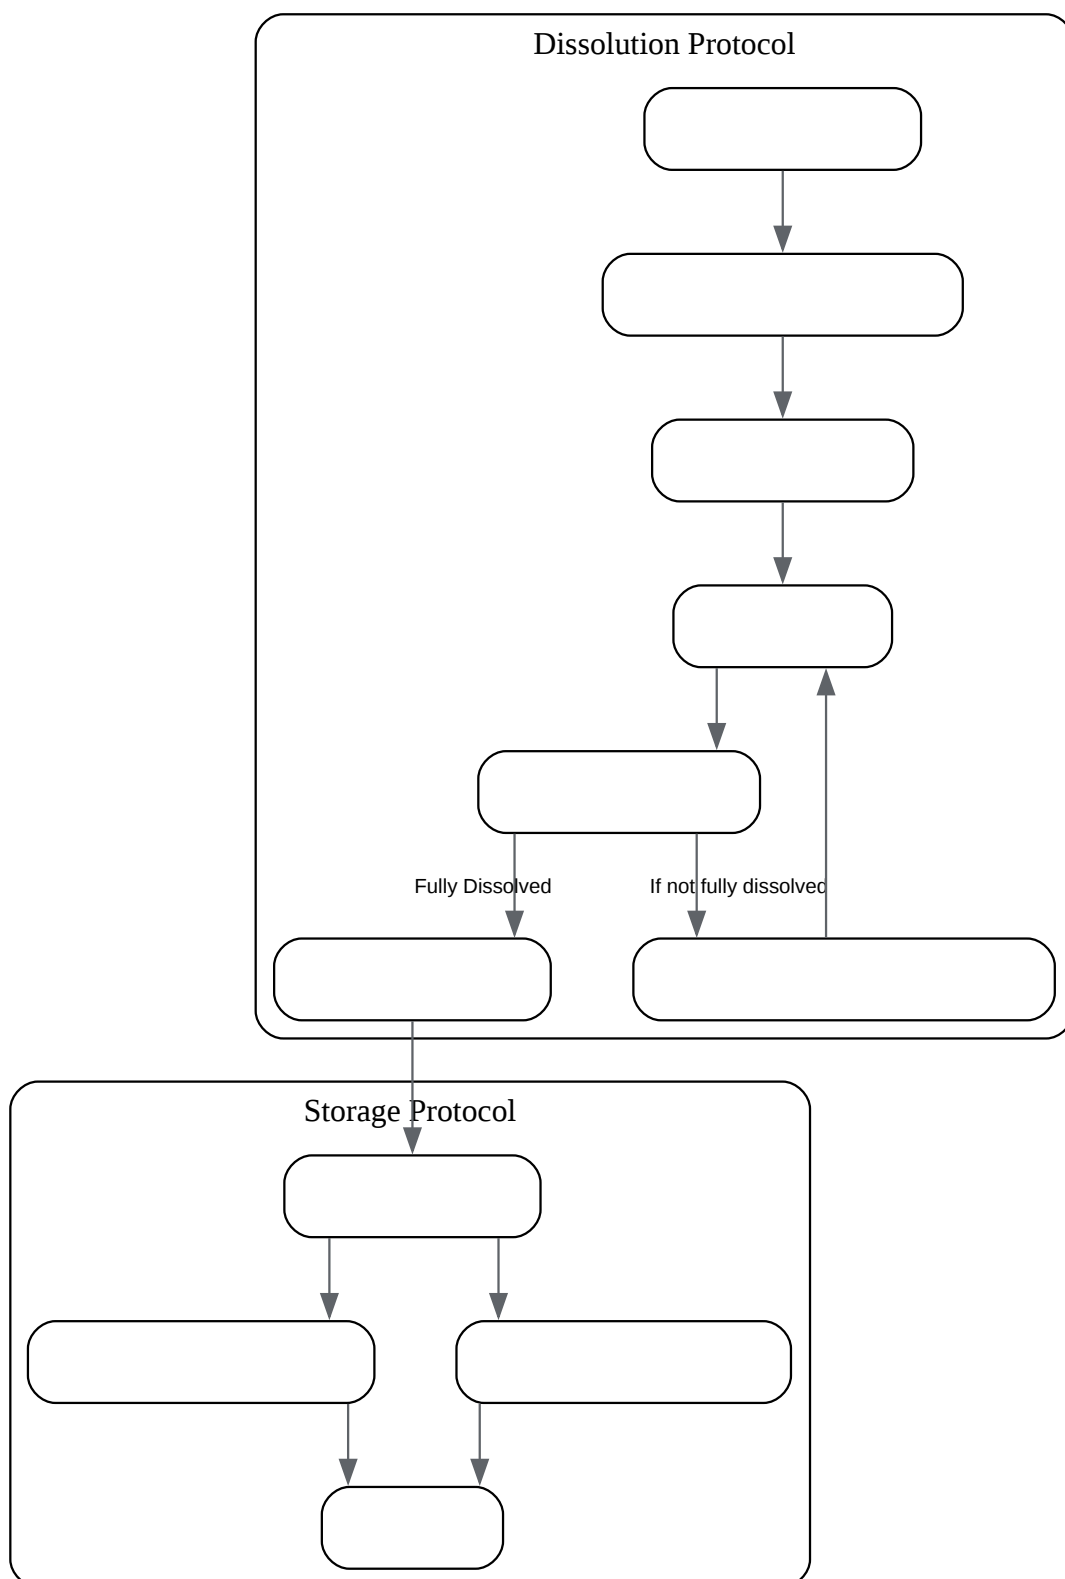 Dissolution Protocol
Fully Dissolved
If not fully dissolved
Storage Protocol